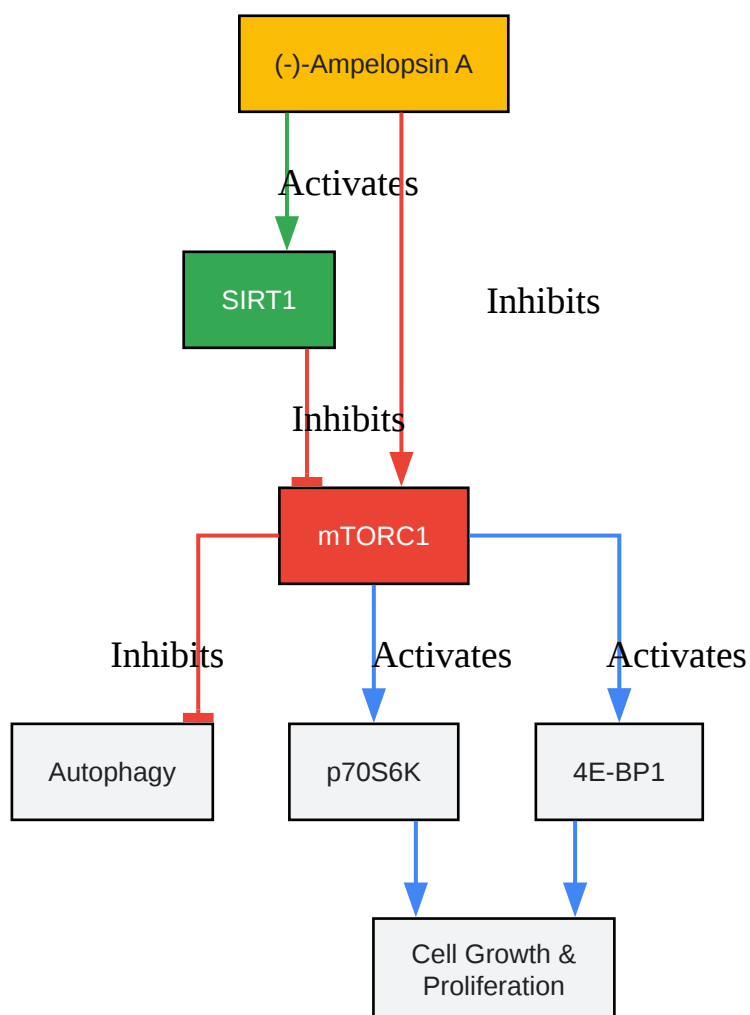 (-)-Ampelopsin A
Activates
SIRT1
Inhibits
Inhibits
mTORC1
Inhibits
Activates
Activates
Autophagy
p70S6K
4E-BP1
Cell Growth &
Proliferation